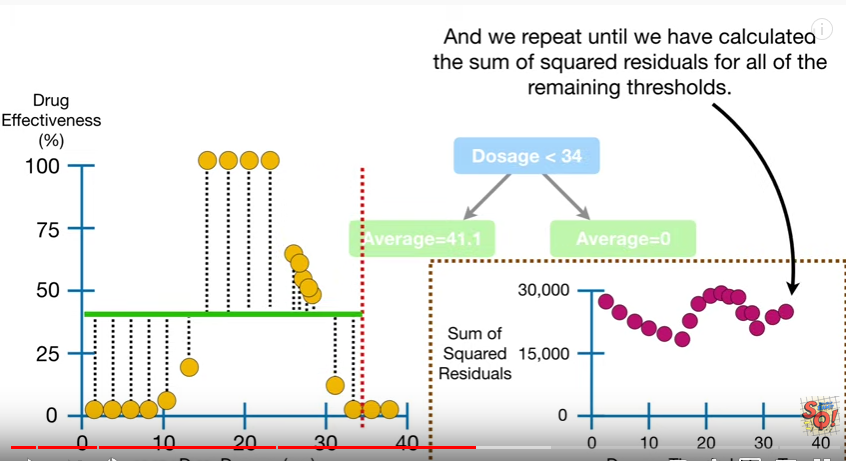 And we repeat until we have calculated
the sum of squared residuals for all of the
remaining thresholds.
Drug
Effectiveness
(%)
100
75
50
25
0
0
10
20
30
40
Dosage < 34
Average=41.1
Average=0
30,000
Sum of
Squared
Residuals
15,000
0
0
10
20
30
40
SQ!